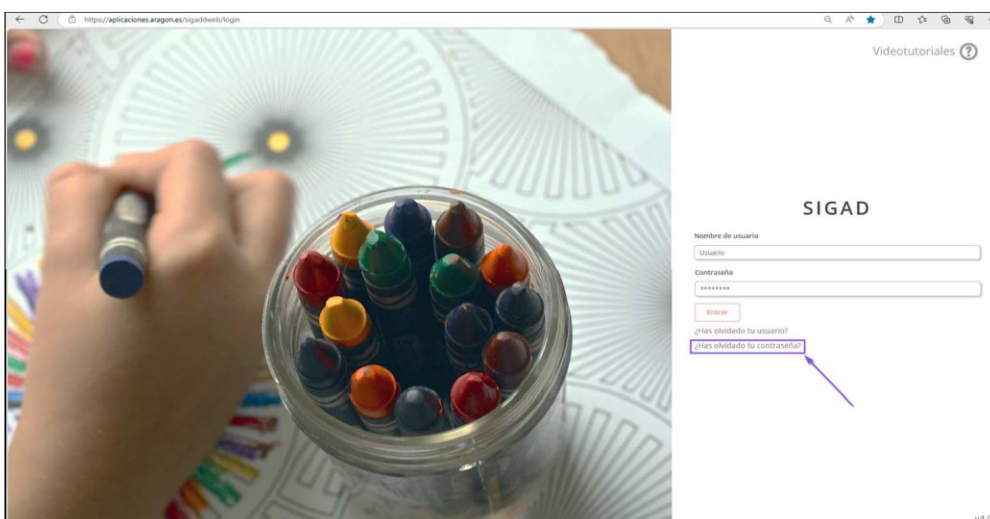 https://aplicaciones.aragon.es/sigaddweb/login
Videotutoriales ?
SIGAD
Nombre de usuario
Usuario
Contraseña
********
Entrar
¿Has olvidado tu usuario?
¿Has olvidado tu contraseña?